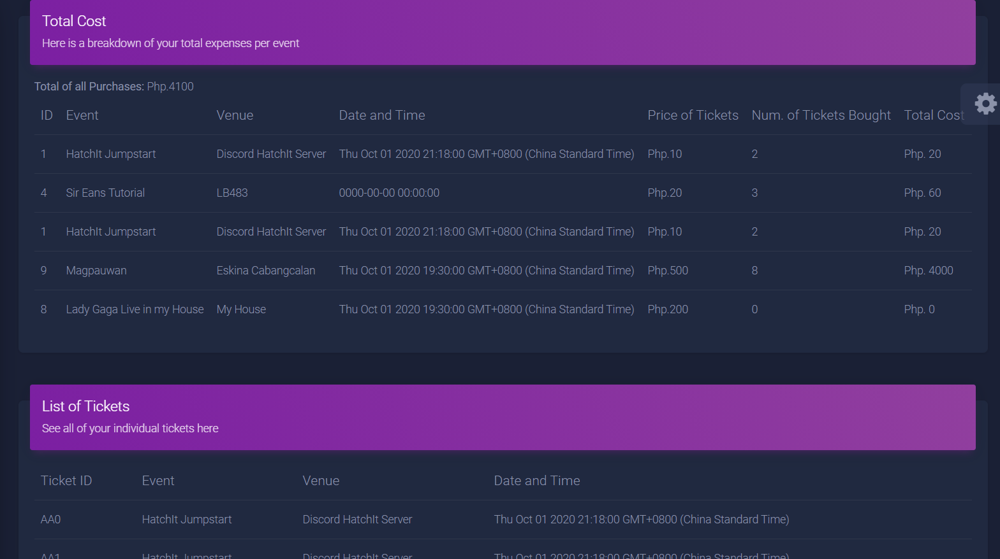 Total Cost
Here is a breakdown of your total expenses per event
Total of all Purchases: Php.4100
ID Event Venue Date and Time Price of Tickets Num. of Tickets Bought Total Cost
1 HatchIt Jumpstart Discord HatchIt Server Thu Oct 01 2020 21:18:00 GMT+0800 (China Standard Time) Php.10 2 Php. 20
4 Sir Eans Tutorial LB483 0000-00-00 00:00:00 Php.20 3 Php. 60
1 HatchIt Jumpstart Discord HatchIt Server Thu Oct 01 2020 21:18:00 GMT+0800 (China Standard Time) Php.10 2 Php. 20
9 Magpauwan Eskina Cabangcalan Thu Oct 01 2020 19:30:00 GMT+0800 (China Standard Time) Php.500 8 Php. 4000
8 Lady Gaga Live in my House My House Thu Oct 01 2020 19:30:00 GMT+0800 (China Standard Time) Php.200 0 Php. 0
List of Tickets
See all of your individual tickets here
Ticket ID Event Venue Date and Time
AA0 HatchIt Jumpstart Discord HatchIt Server Thu Oct 01 2020 21:18:00 GMT+0800 (China Standard Time)
AA1 HatchIt Jumpstart Discord HatchIt Server Thu Oct 01 2020 21:18:00 GMT+0800 (China Standard Time)